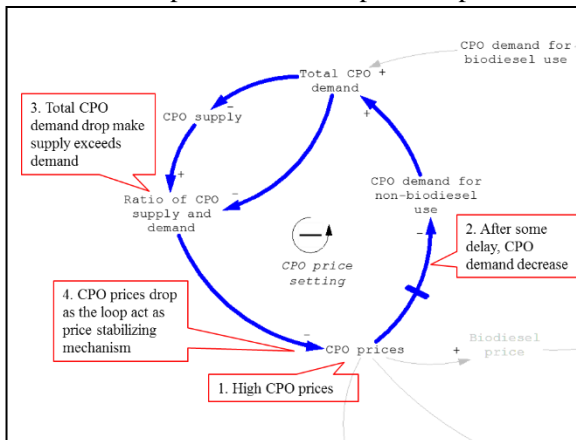 CPO demand for
biodiesel use
+
Total CPO
demand
3. Total CPO
demand drop make
supply exceeds
demand
-
CPO supply
+
+
-
Ratio of CPO
supply and
demand
CPO demand for
non-biodiesel
use
-
CPO price
setting
2. After some
delay, CPO
demand decrease
4. CPO prices drop
as the loop act as
price stabilizing
mechanism
-
CPO prices
+
Biodiesel
price
1. High CPO prices